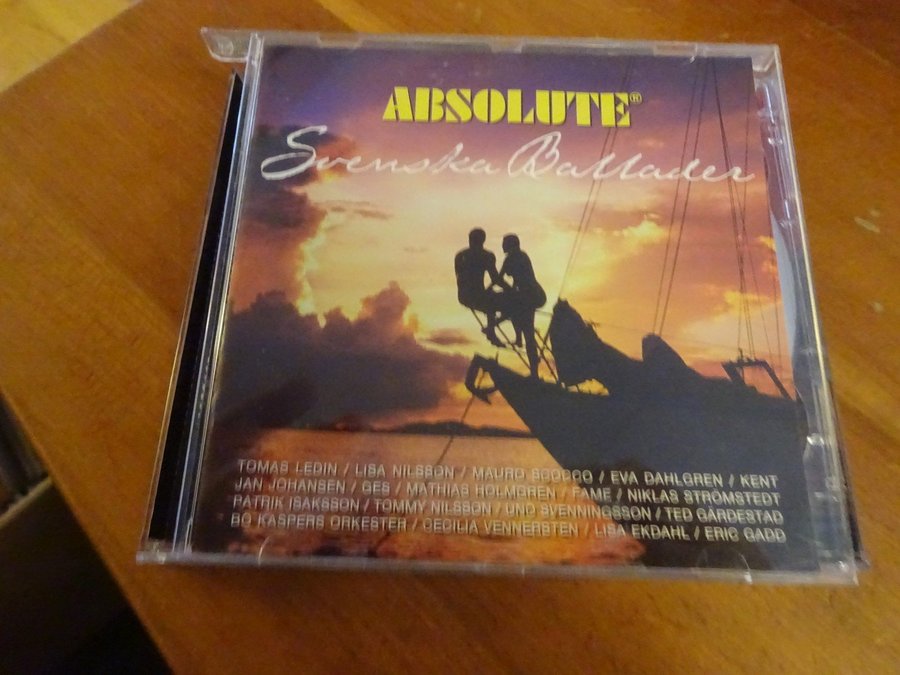 ABSOLUTE®
Svenska Ballader
TOMAS LEDIN / LISA NILSSON / MAURO SCOCCO / EVA DAHLGREN / KENT
JAN JOHANSEN / GES / MATHIAS HOLMGREN / FAME / NIKLAS STRÖMSTEDT
PATRIK ISAKSSON / TOMMY NILSSON / UNO SVENNINGSSON / TED GÄRDESTAD
BO KASPERS ORKESTER / CECILIA VENNERSTEN / LISA EKDAHL / ERIC GADD